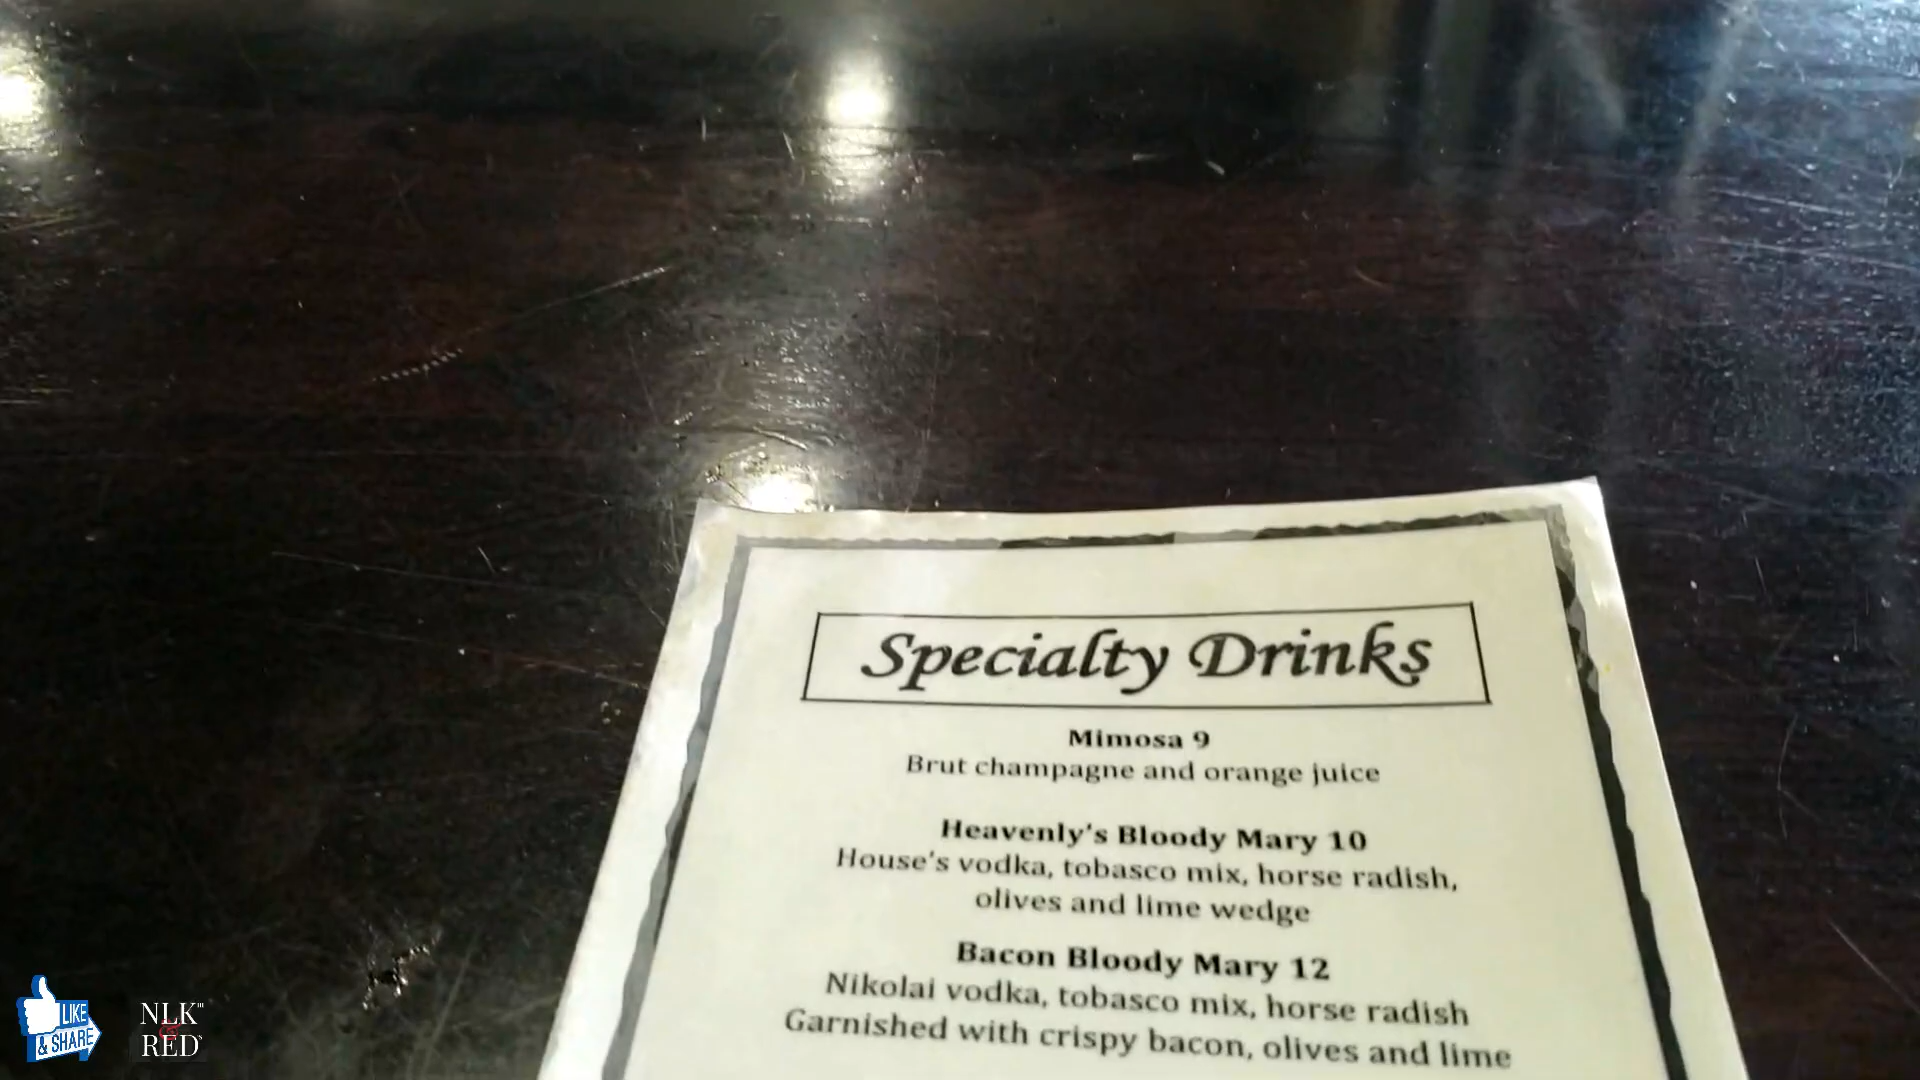 Specialty Drinks
Mimosa 9
Brut champagne and orange juice
Heavenly's Bloody Mary 10
House's vodka, tobasco mix, horse radish,
olives and lime wedge
Bacon Bloody Mary 12
Nikolai vodka, tobasco mix, horse radish
Garnished with crispy bacon, olives and lime
LIKE
& SHARE
NLK
&
RED